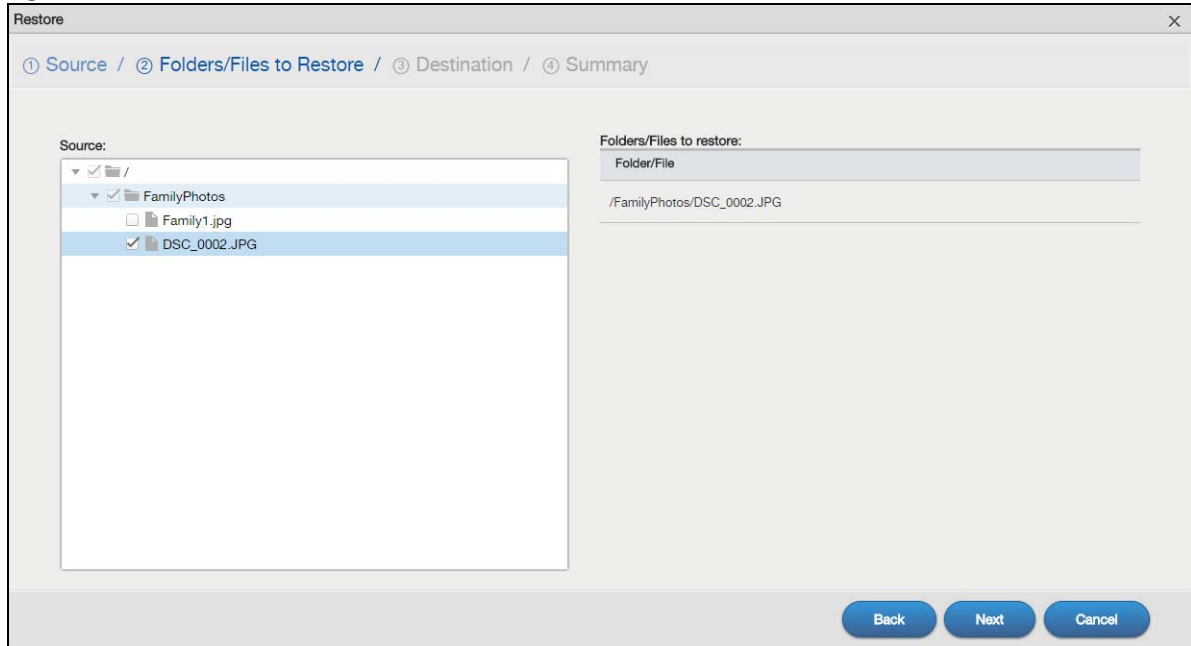 Restore
① Source / ② Folders/Files to Restore / ③ Destination / ④ Summary
Source:
/
FamilyPhotos
Family1.jpg
DSC_0002.JPG
Folders/Files to restore:
Folder/File
/FamilyPhotos/DSC_0002.JPG
Back Next Cancel